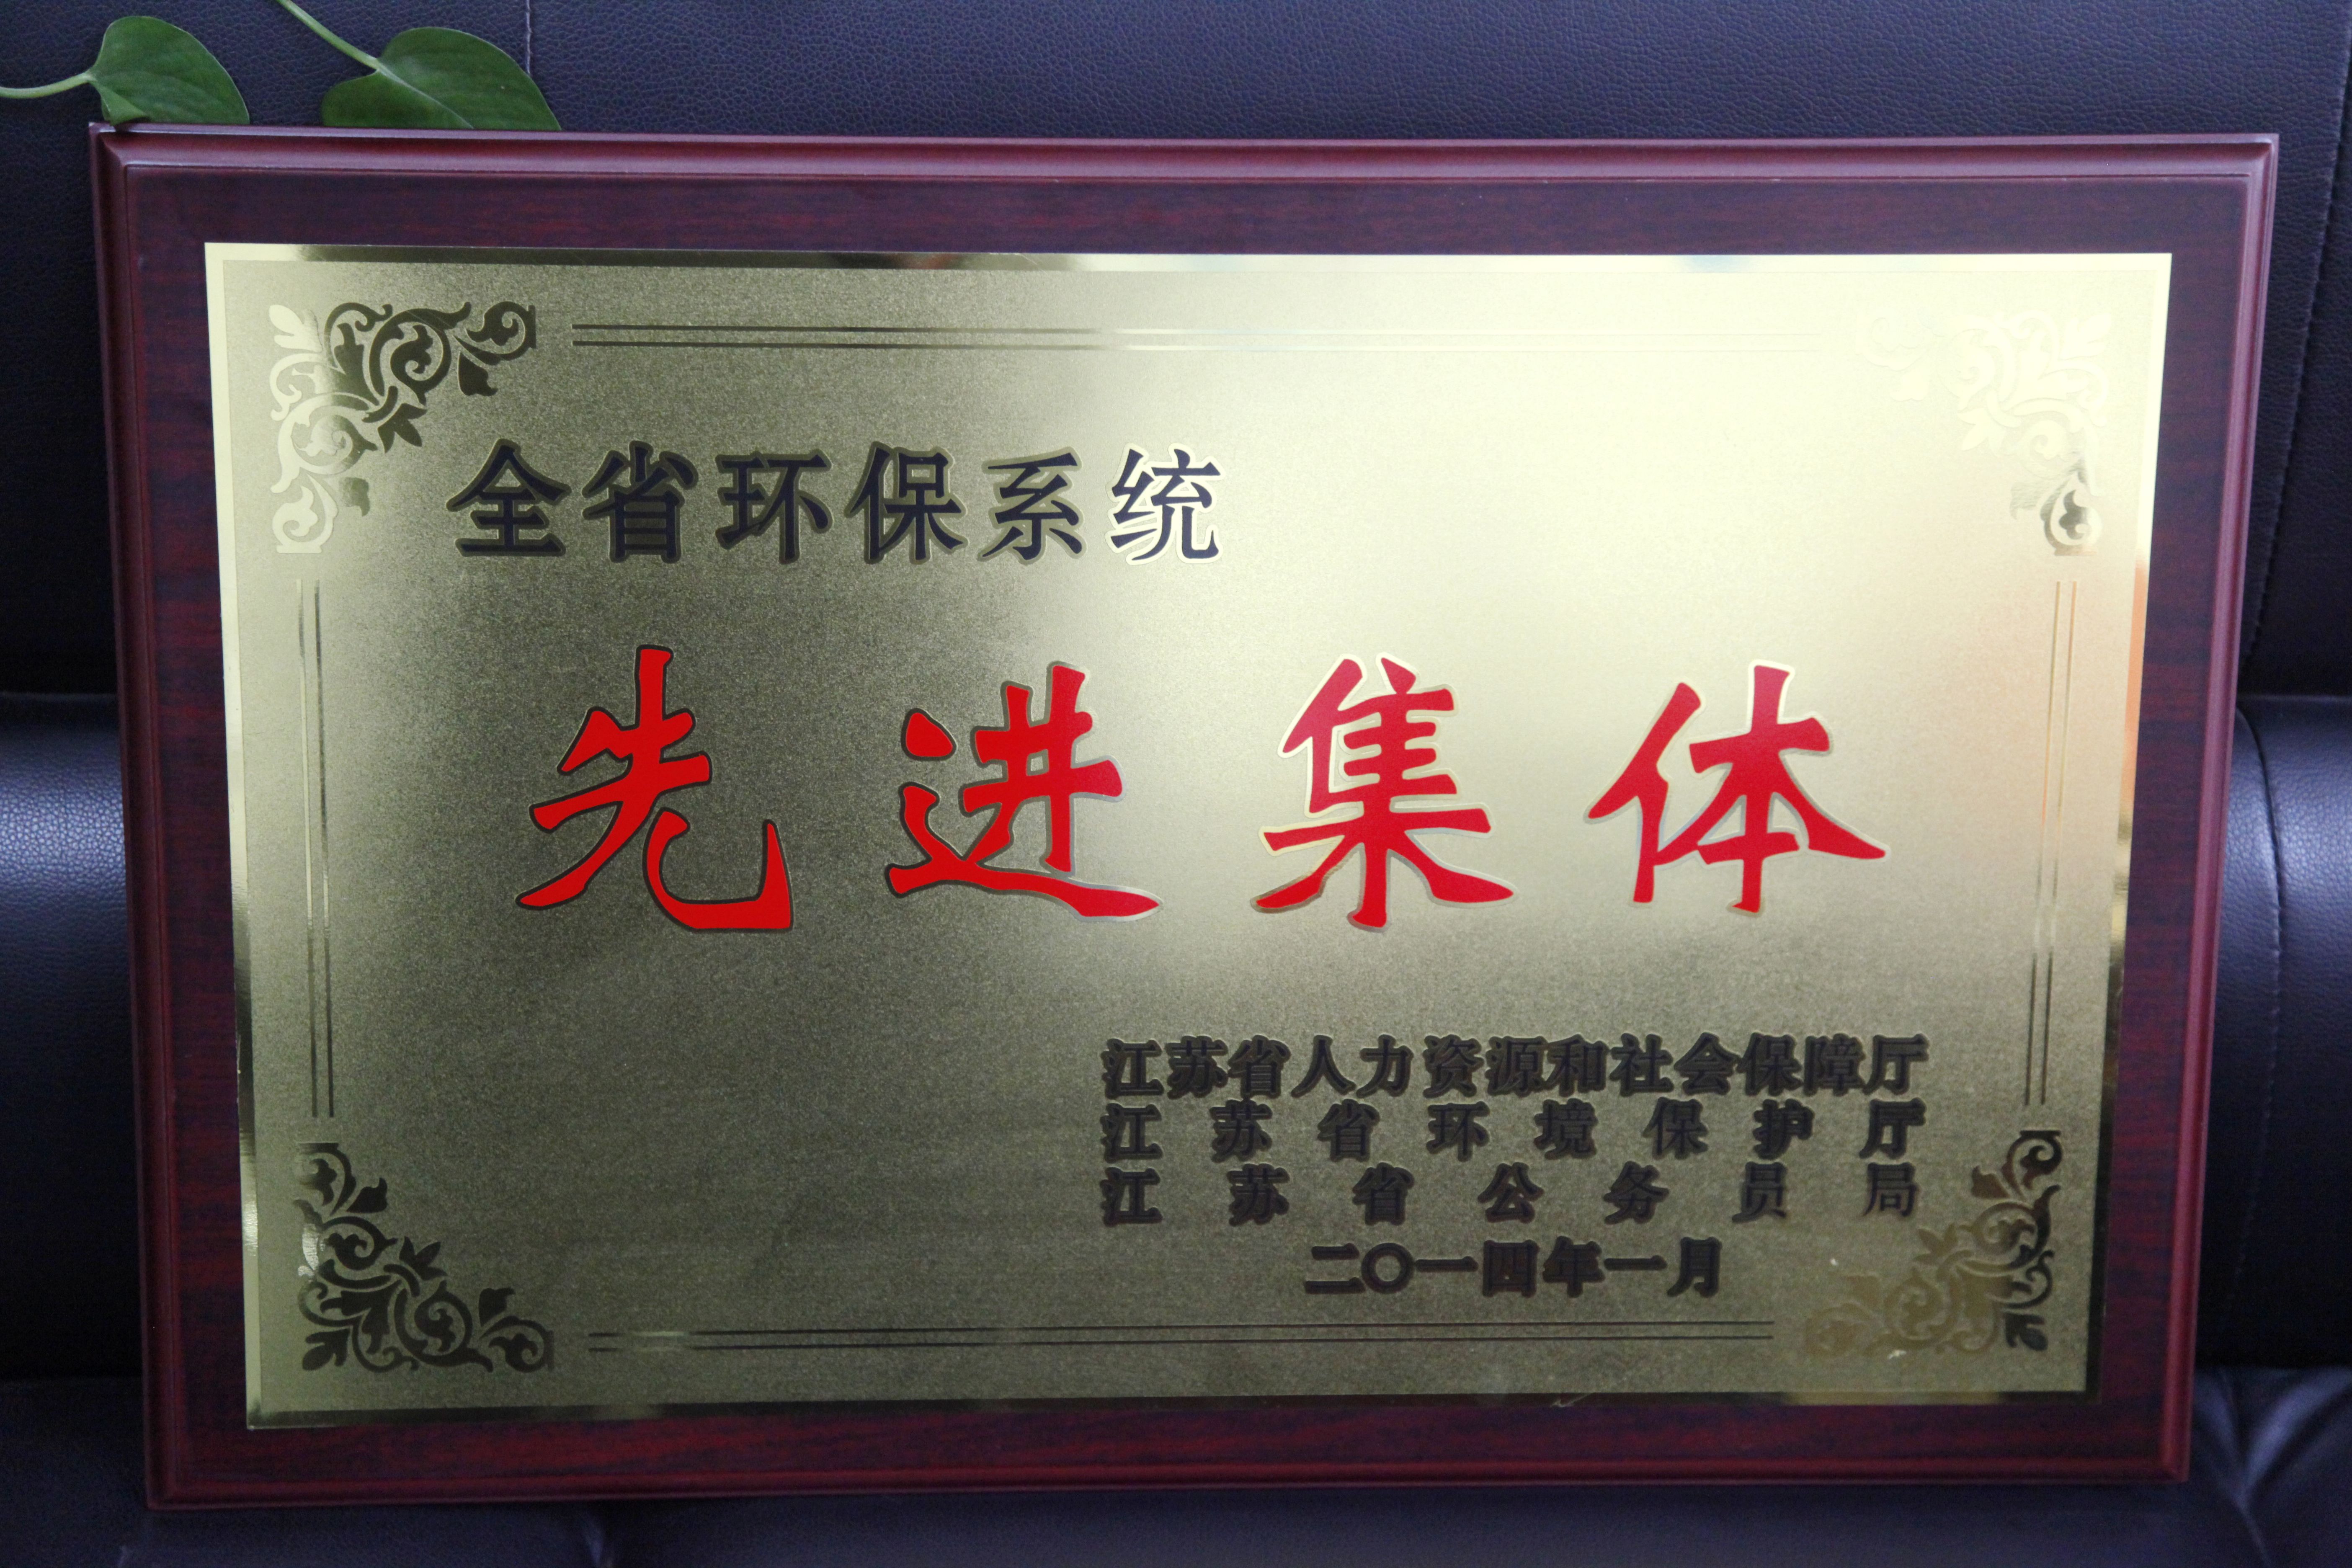 全省环保系统
先进集体
江苏省人力资源和社会保障厅
江苏省环境保护厅
江苏省公务员局
二〇一四年一月